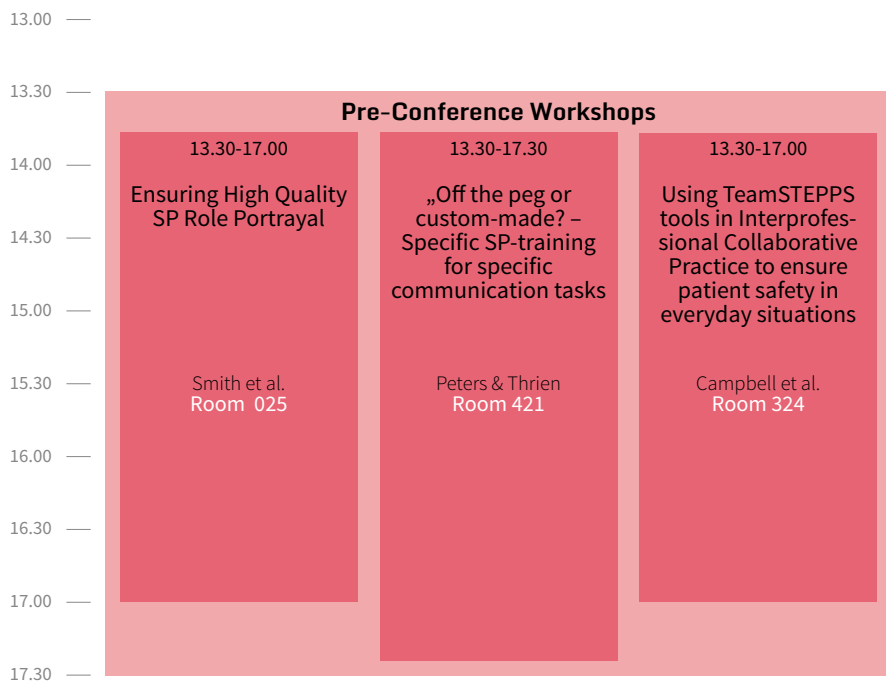 13.00
13.30
Pre-Conference Workshops
13.30-17.00
Ensuring High Quality
SP Role Portrayal
Smith et al.
Room 025
13.30-17.30
„Off the peg or
custom-made? –
Specific SP-training
for specific
communication tasks
Peters & Thrien
Room 421
13.30-17.00
Using TeamSTEPPS
tools in Interprofes-
sional Collaborative
Practice to ensure
patient safety in
everyday situations
Campbell et al.
Room 324
14.00
14.30
15.00
15.30
16.00
16.30
17.00
17.30